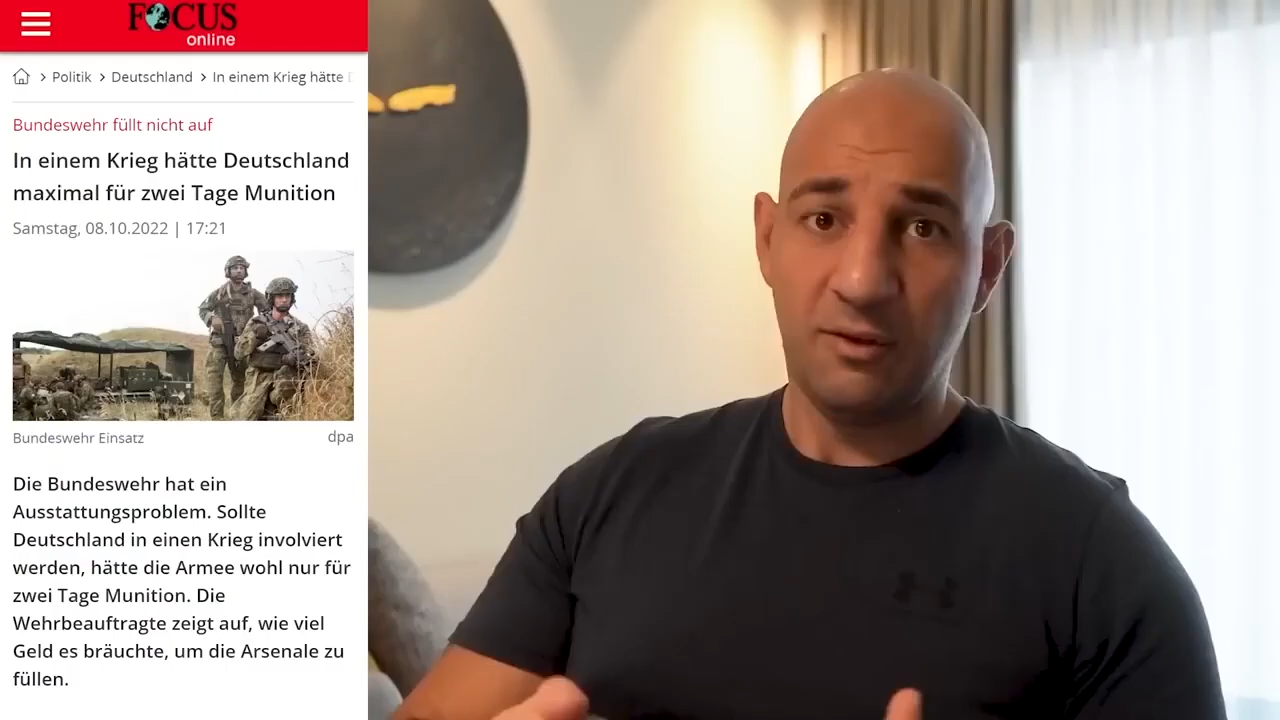 FOCUS
online
Politik > Deutschland > In einem Krieg hätte
Bundeswehr füllt nicht auf
In einem Krieg hätte Deutschland
maximal für zwei Tage Munition
Samstag, 08.10.2022 | 17:21
Bundeswehr Einsatz dpa
Die Bundeswehr hat ein
Ausstattungsproblem. Sollte
Deutschland in einen Krieg involviert
werden, hätte die Armee wohl nur für
zwei Tage Munition. Die
Wehrbeauftragte zeigt auf, wie viel
Geld es bräuchte, um die Arsenale zu
füllen.